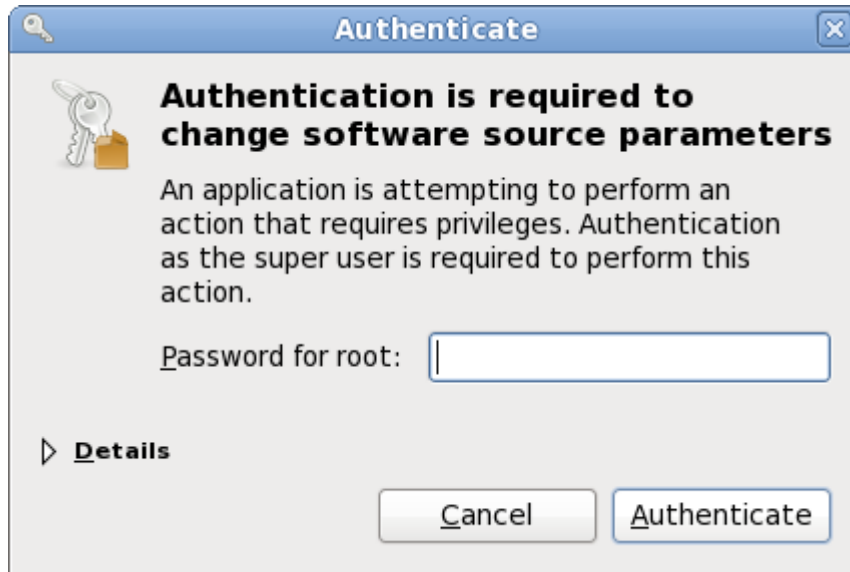 Authenticate
Authentication is required to
change software source parameters
An application is attempting to perform an
action that requires privileges. Authentication
as the super user is required to perform this
action.
Password for root:
Details
Cancel
Authenticate